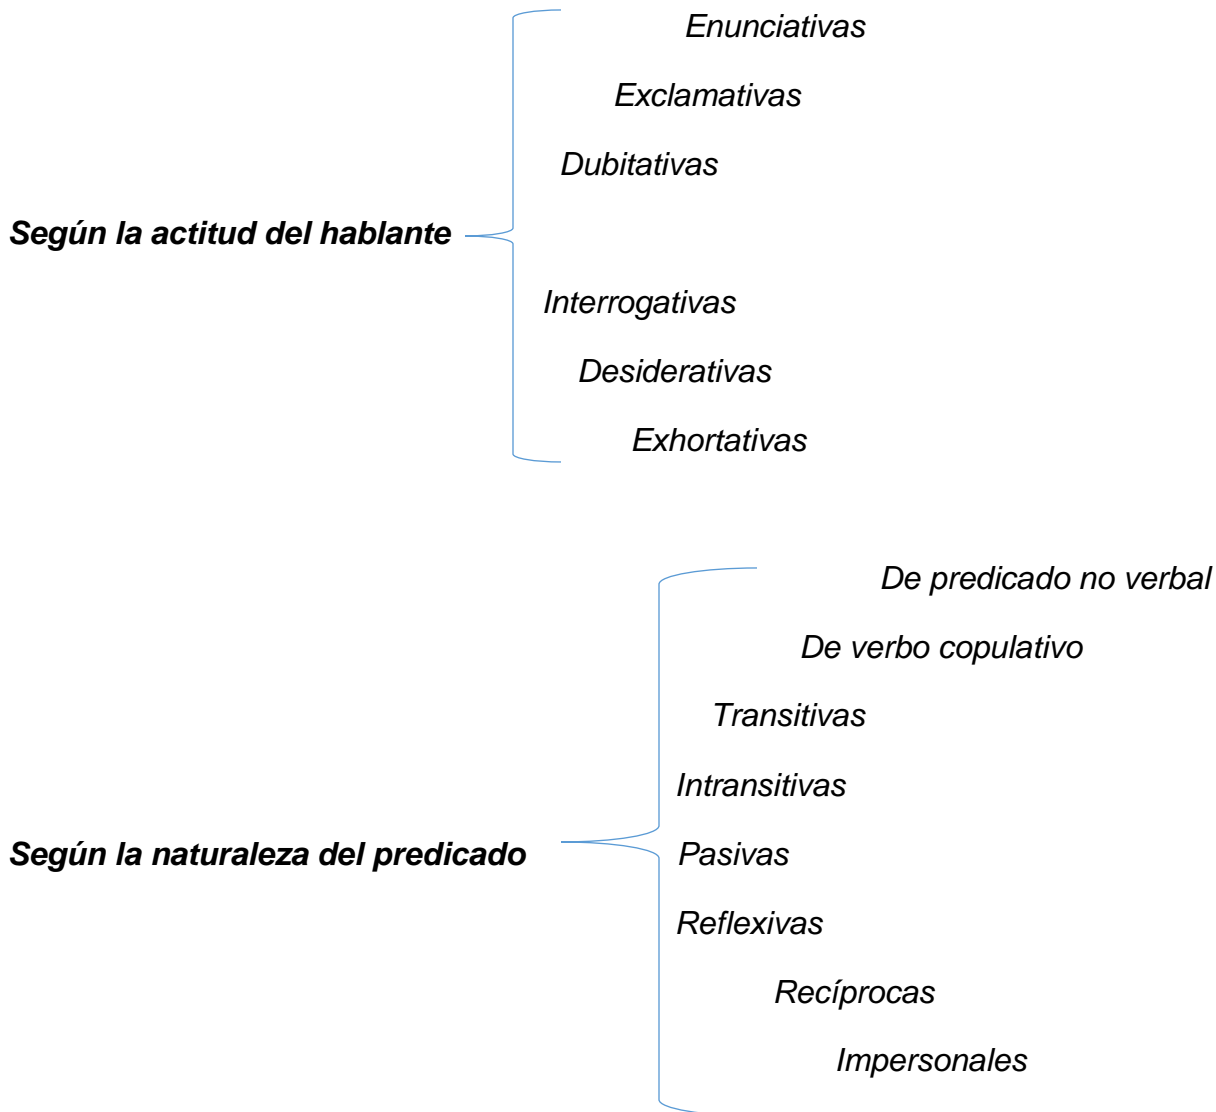 Enunciativas
Exclamativas
Dubitativas
Según la actitud del hablante
Interrogativas
Desiderativas
Exhortativas
De predicado no verbal
De verbo copulativo
Transitivas
Intransitivas
Según la naturaleza del predicado Pasivas
Reflexivas
Recíprocas
Impersonales